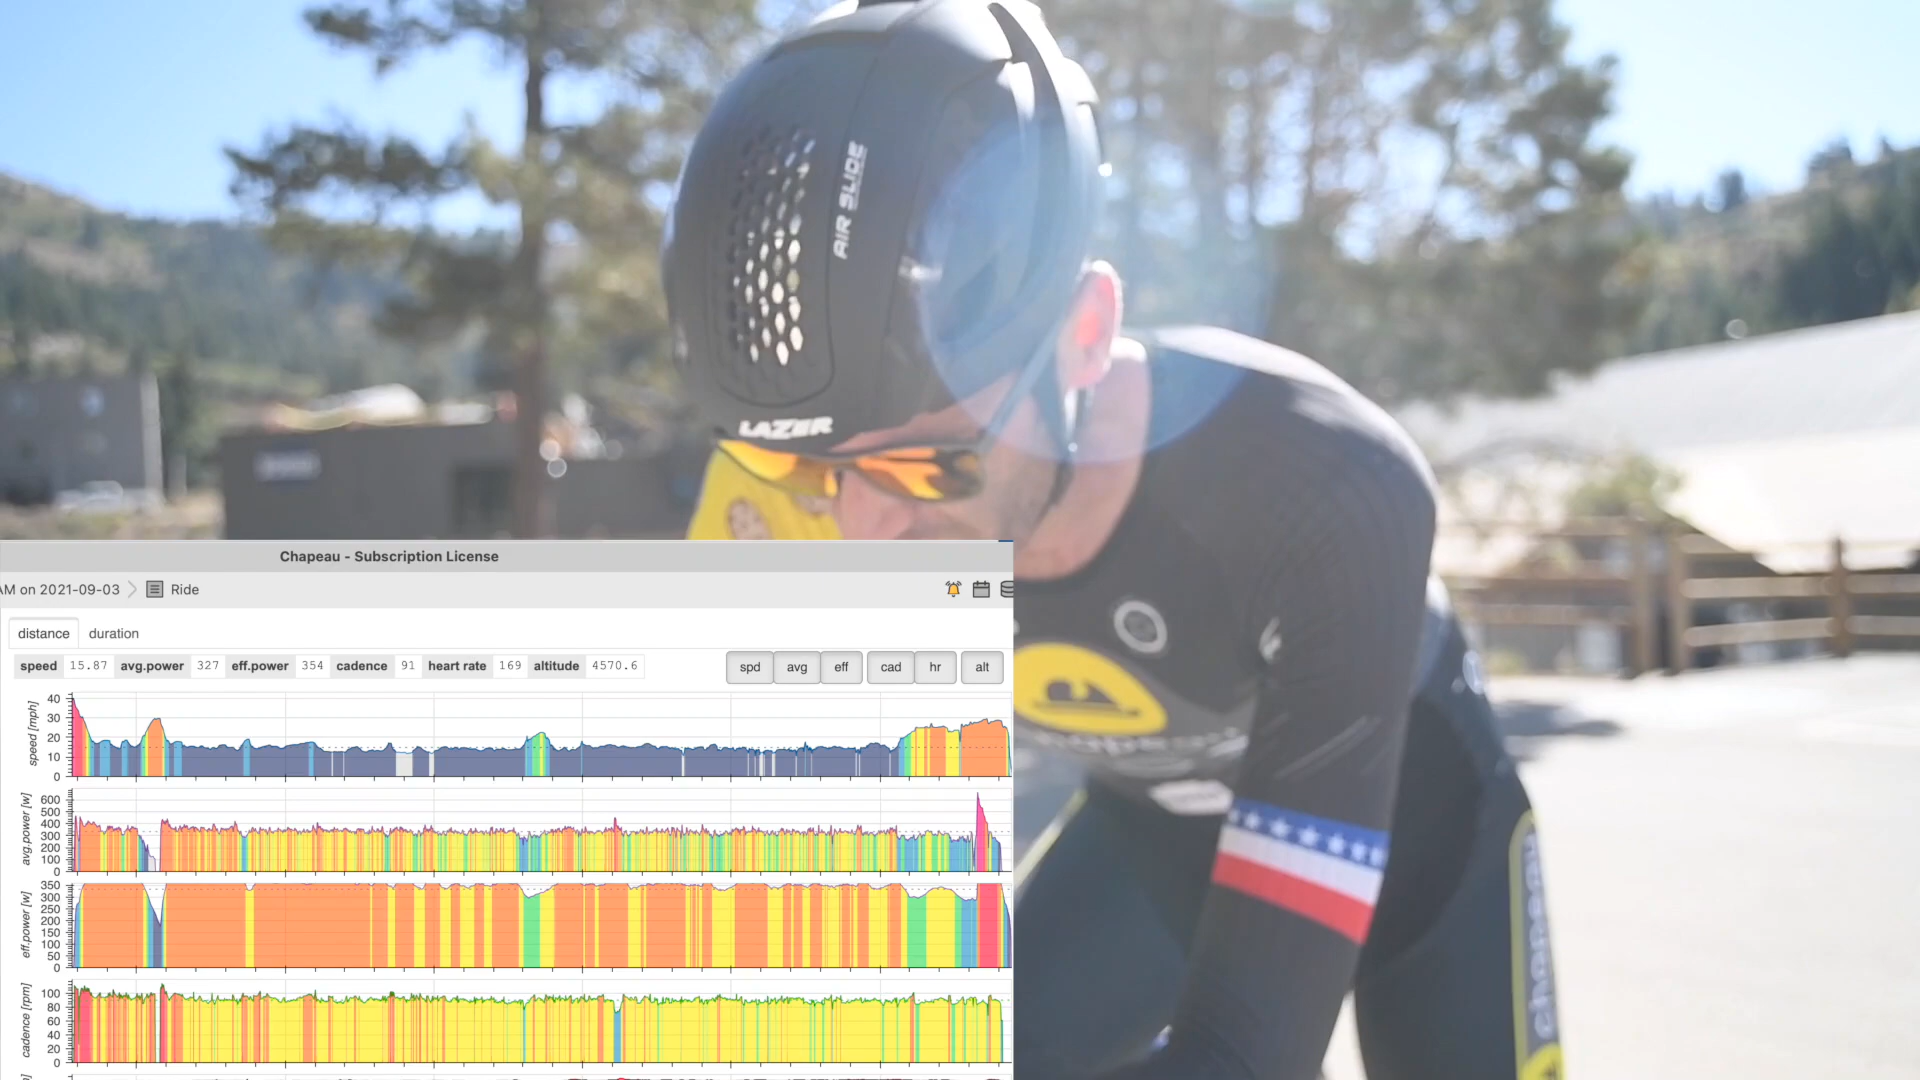 AIR SLIDE
LAZER
Chapeau - Subscription License
AM on 2021-09-03 Ride
distance duration
speed 15.87 avg.power 327 eff.power 354 cadence 91 heart rate 169 altitude 4570.6 spd avg eff cad hr alt
speed [mph]
40
30
20
10
0
avg.power [w]
600
500
400
300
200
100
0
eff.power [w]
350
300
250
200
150
100
50
0
cadence [rpm]
100
80
60
40
20
0
chapeau